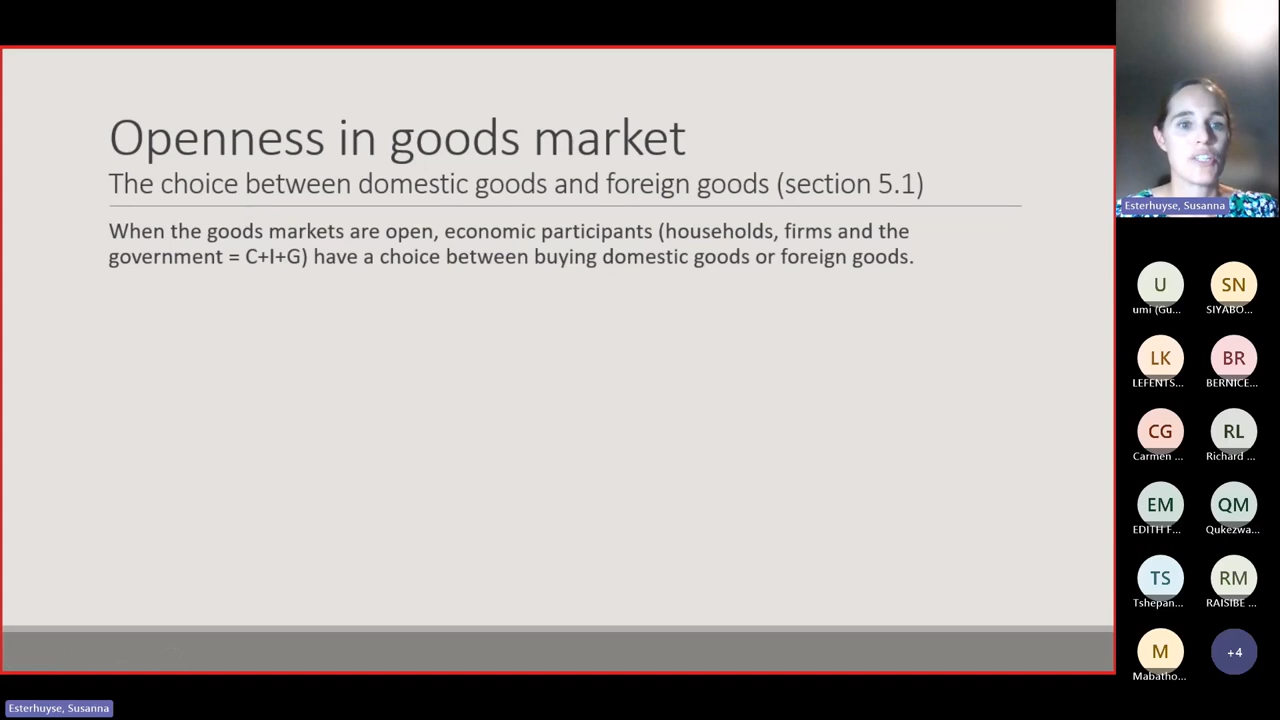 Openness in goods market
The choice between domestic goods and foreign goods (section 5.1)
When the goods markets are open, economic participants (households, firms and the
government = C+I+G) have a choice between buying domestic goods or foreign goods.
Esterhuyse, Susanna
U
umi (Gu...
SN
SIYABO...
LK
LEFENTS...
BR
BERNICE...
CG
Carmen ...
RL
Richard ...
EM
EDITH F...
QM
Qukezwa...
TS
Tshepan...
RM
RAISIBE ...
M
Mabatho...
+4
Esterhuyse, Susanna